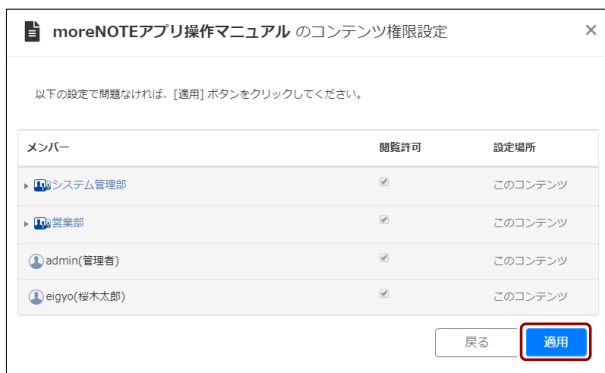 moreNOTEアプリ操作マニュアル のコンテンツ権限設定 ×
以下の設定で問題なければ、[適用] ボタンをクリックしてください。
メンバー 閲覧許可 設定場所
システム管理部 このコンテンツ
営業部 このコンテンツ
admin(管理者) このコンテンツ
eigyo(桜木太郎) このコンテンツ
戻る 適用